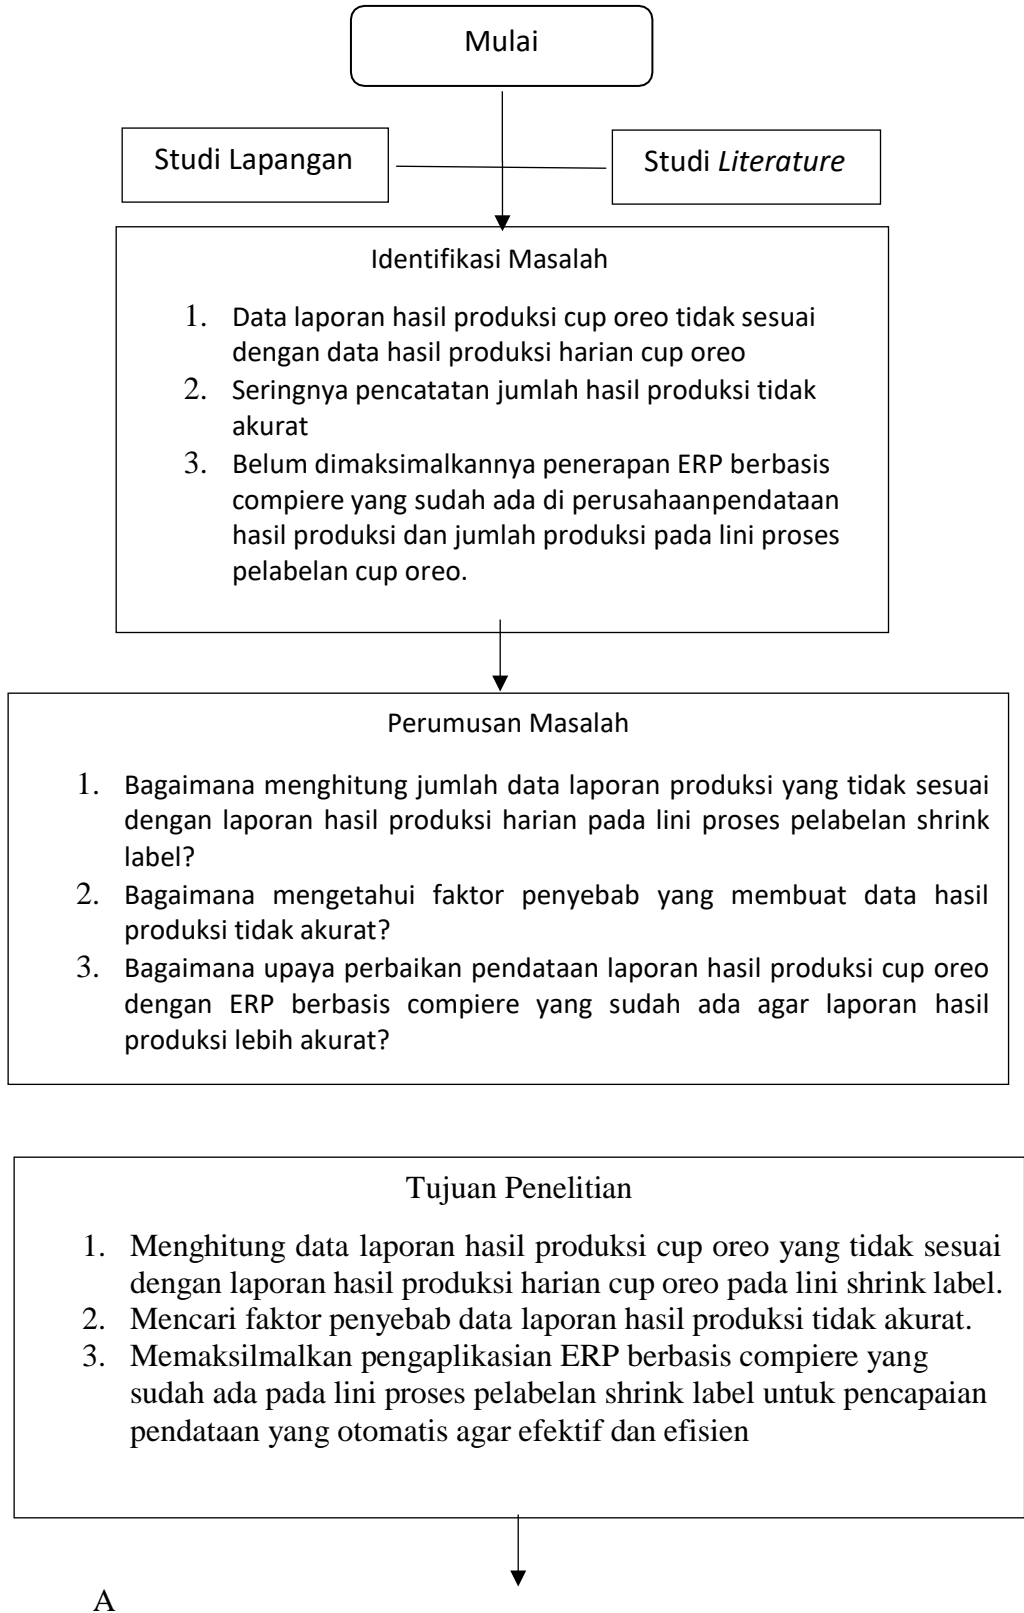 Mulai
Studi Lapangan
Studi Literature
Identifikasi Masalah
1. Data laporan hasil produksi cup oreo tidak sesuai
dengan data hasil produksi harian cup oreo
2. Seringnya pencatatan jumlah hasil produksi tidak
akurat
3. Belum dimaksimalkannya penerapan ERP berbasis
compiere yang sudah ada di perusahaanpendataan
hasil produksi dan jumlah produksi pada lini proses
pelabelan cup oreo.
Perumusan Masalah
1. Bagaimana menghitung jumlah data laporan produksi yang tidak sesuai
dengan laporan hasil produksi harian pada lini proses pelabelan shrink
label?
2. Bagaimana mengetahui faktor penyebab yang membuat data hasil
produksi tidak akurat?
3. Bagaimana upaya perbaikan pendataan laporan hasil produksi cup oreo
dengan ERP berbasis compiere yang sudah ada agar laporan hasil
produksi lebih akurat?
Tujuan Penelitian
1. Menghitung data laporan hasil produksi cup oreo yang tidak sesuai
dengan laporan hasil produksi harian cup oreo pada lini shrink label.
2. Mencari faktor penyebab data laporan hasil produksi tidak akurat.
3. Memaksilmalkan pengaplikasian ERP berbasis compiere yang
sudah ada pada lini proses pelabelan shrink label untuk pencapaian
pendataan yang otomatis agar efektif dan efisien
A